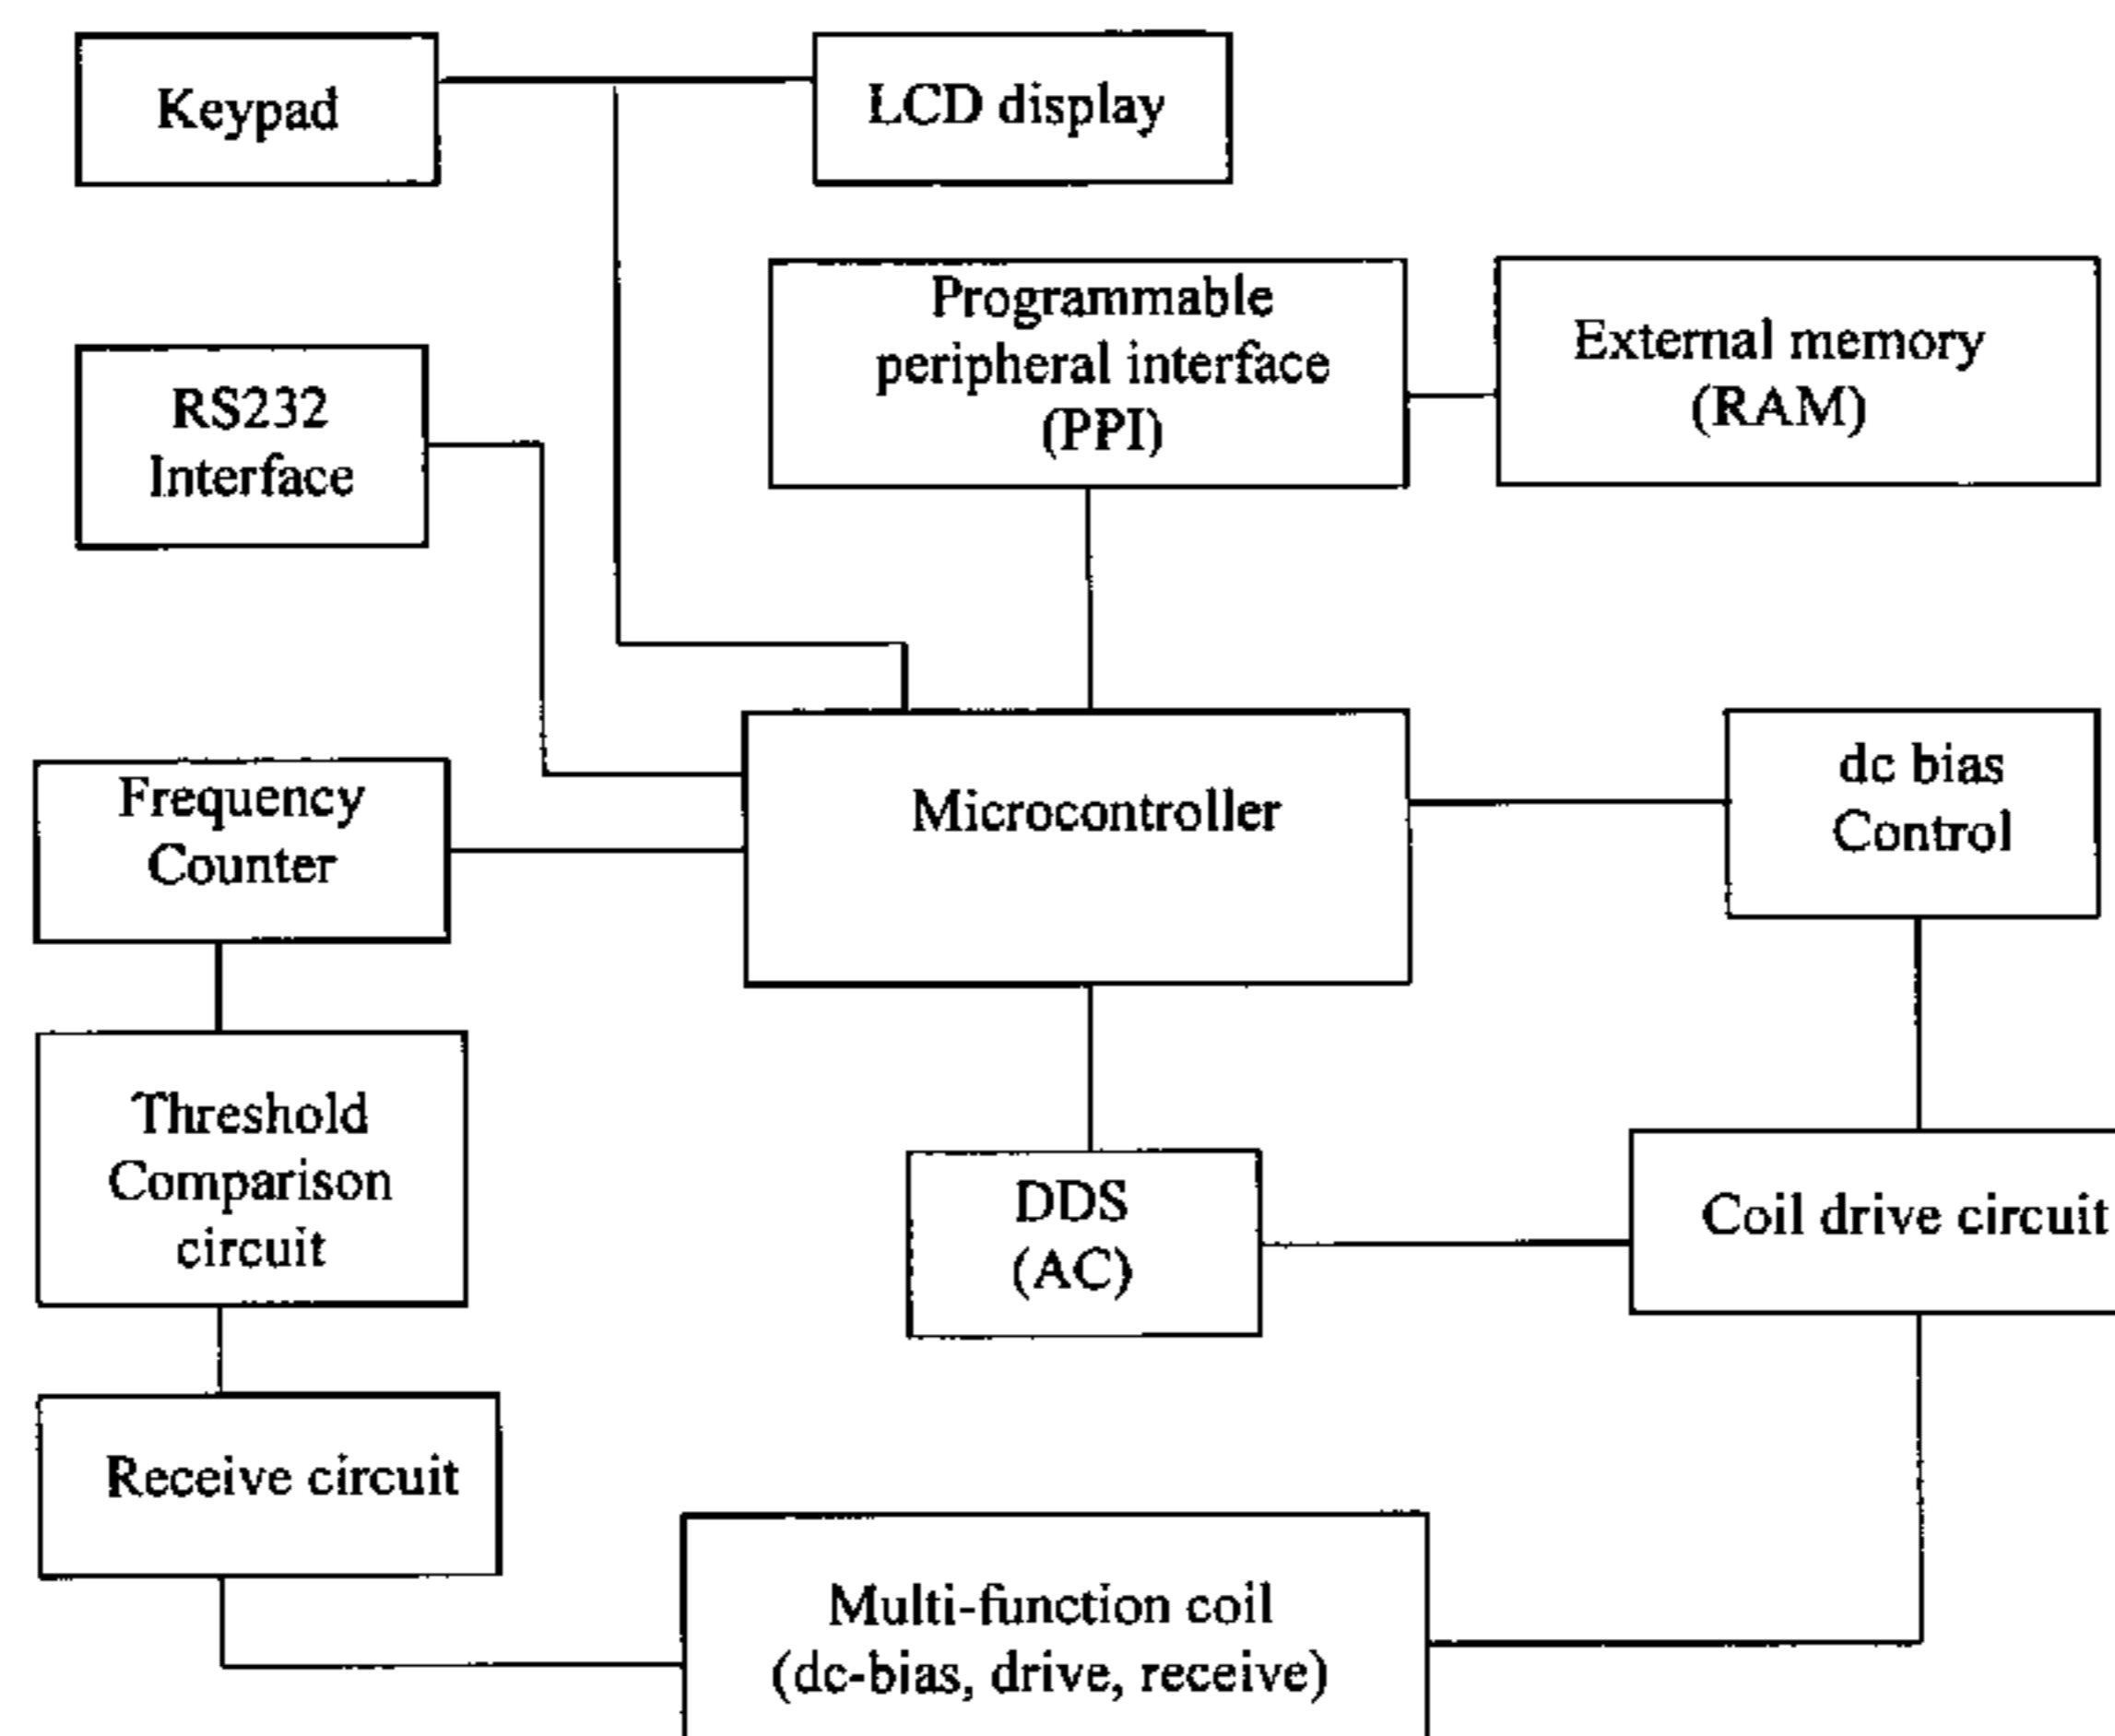 Keypad
LCD display
Programmable
peripheral interface
(PPI)
External memory
(RAM)
RS232
Interface
Frequency
Counter
Microcontroller
dc bias
Control
Threshold
Comparison
circuit
DDS
(AC)
Coil drive circuit
Receive circuit
Multi-function coil
(dc-bias, drive, receive)